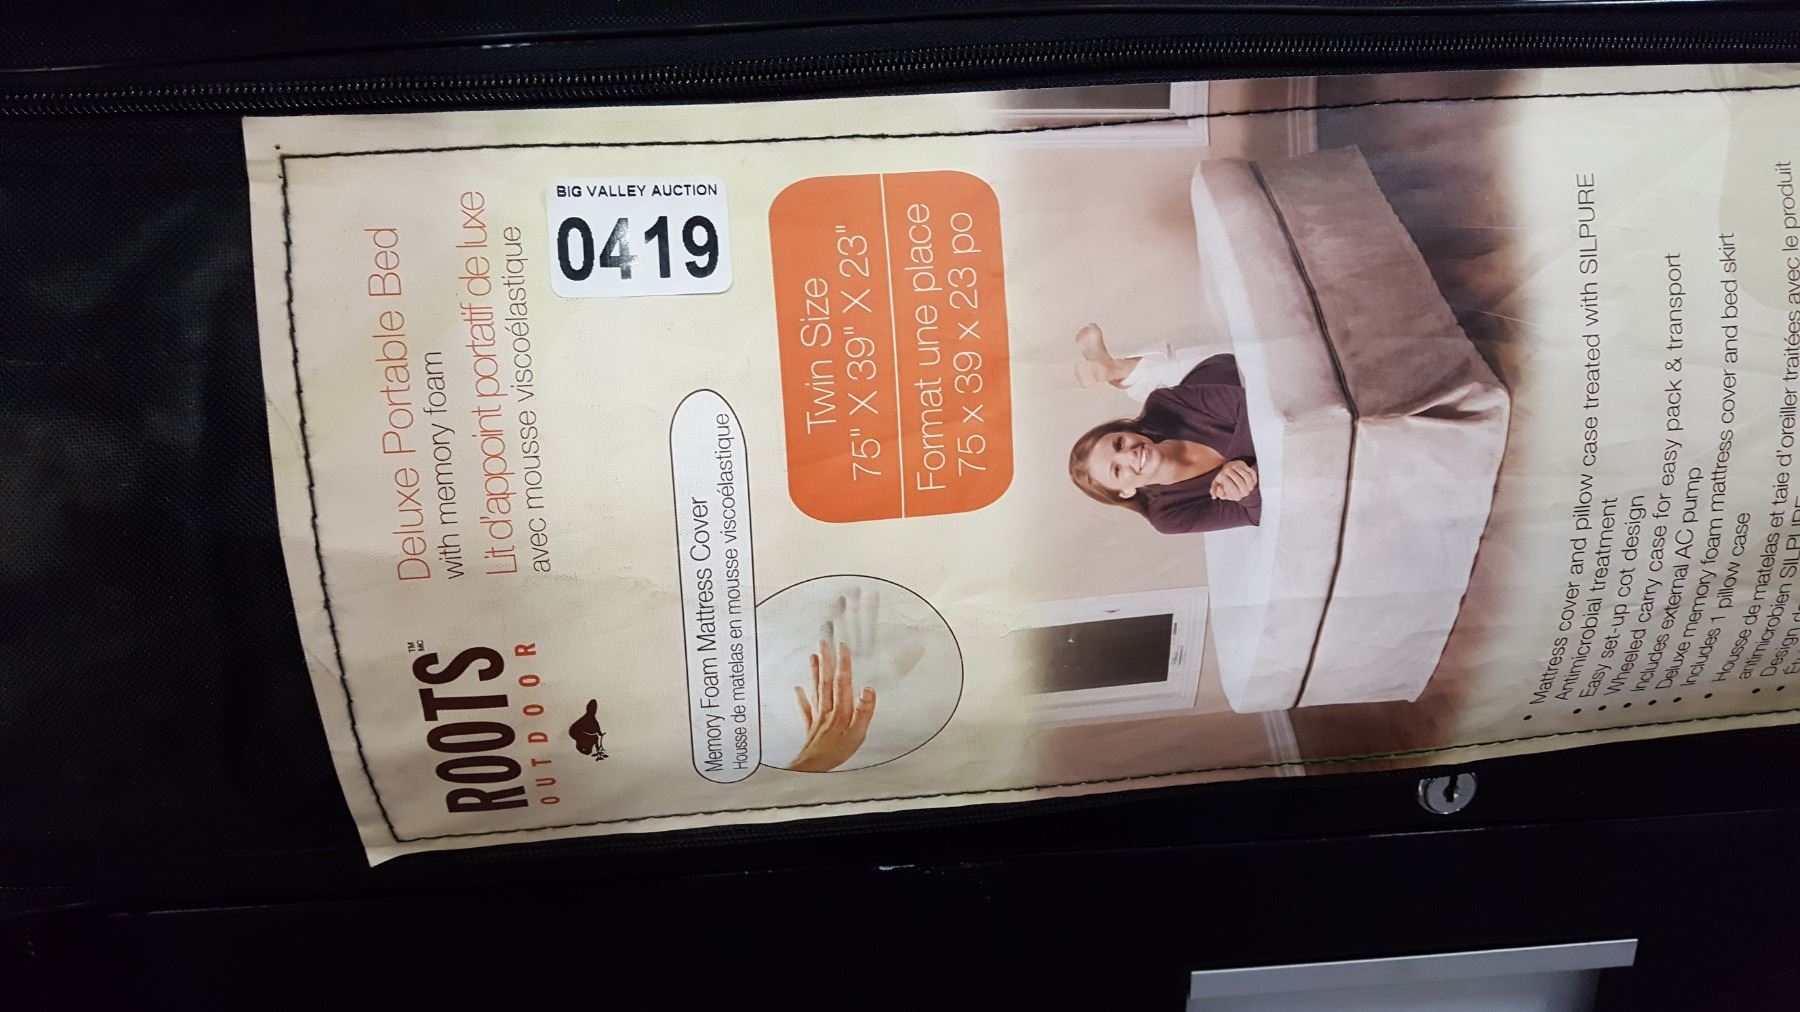 ROOTS
TM
MC
OUTDOOR
Deluxe Portable Bed
with memory foam
Lit d'appoint portatif de luxe
avec mousse viscoélastique
BIG VALLEY AUCTION
0419
Memory Foam Mattress Cover
Housse de matelas en mousse viscoélastique
Twin Size
75" X 39" X 23"
Format une place
75 x 39 x 23 po
• Mattress cover and pillow case treated with SILPURE
Antimicrobial treatment
• Easy set-up cot design
• Wheeled carry case for easy pack & transport
• Includes external AC pump
• Deluxe memory foam mattress cover and bed skirt
• Includes 1 pillow case
• Housse de matelas et taie d'oreiller traitées avec le produit
antimicrobien SILPURE
• Design